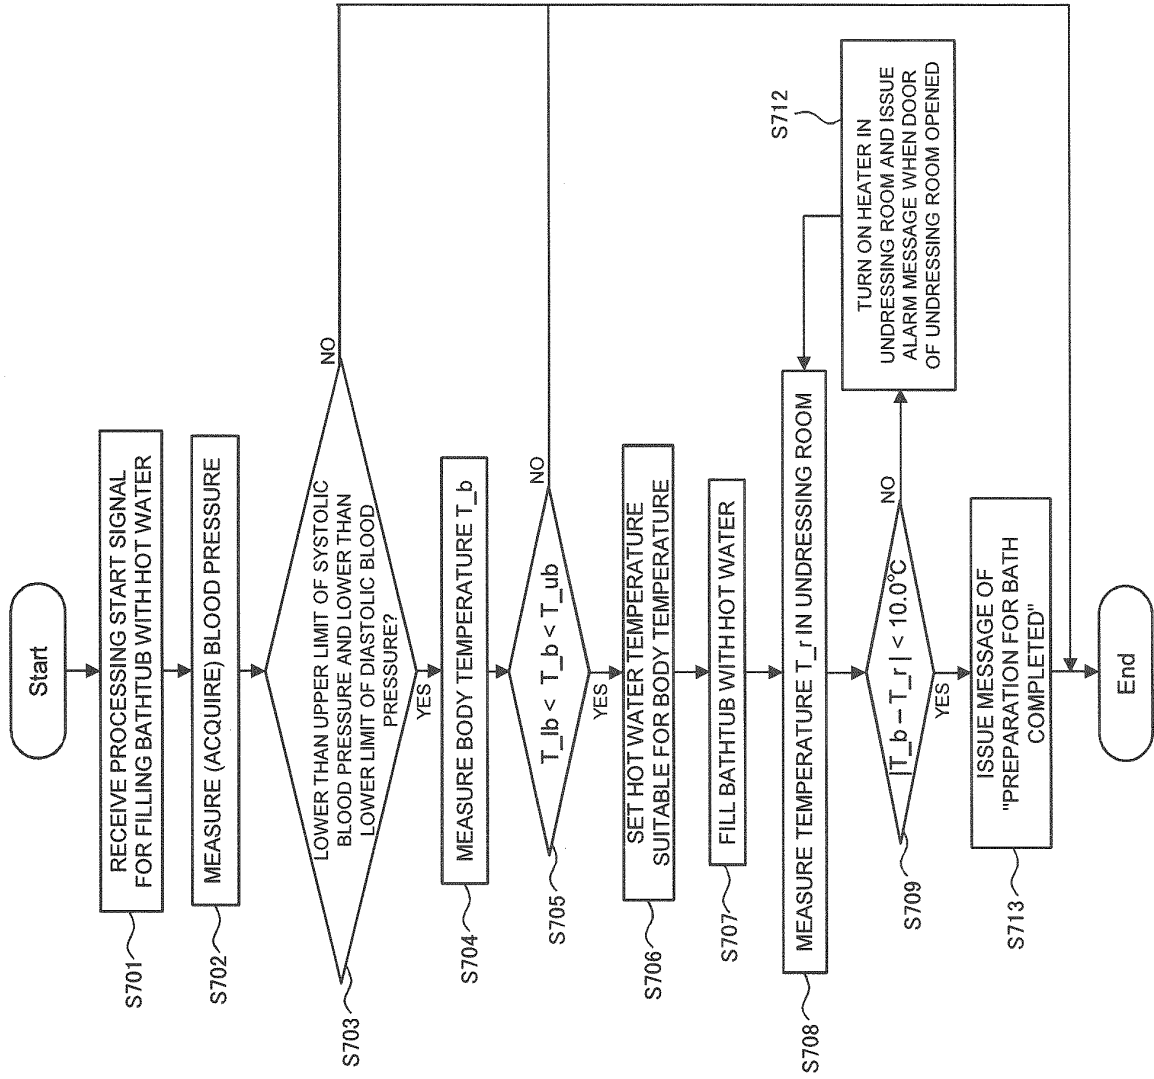 Start
RECEIVE PROCESSING START SIGNAL
FOR FILLING BATHTUB WITH HOT WATER
S701
MEASURE (ACQUIRE) BLOOD PRESSURE
S702
LOWER THAN UPPER LIMIT OF SYSTOLIC
BLOOD PRESSURE AND LOWER THAN
LOWER LIMIT OF DIASTOLIC BLOOD
PRESSURE?
S703
NO
YES
MEASURE BODY TEMPERATURE T_b
S704
T_lb < T_b < T_ub
S705
NO
YES
SET HOT WATER TEMPERATURE
SUITABLE FOR BODY TEMPERATURE
S706
FILL BATHTUB WITH HOT WATER
S707
MEASURE TEMPERATURE T_r IN UNDRESSING ROOM
S708
|T_b – T_r| < 10.0°C
S709
NO
YES
TURN ON HEATER IN
UNDRESSING ROOM AND ISSUE
ALARM MESSAGE WHEN DOOR
OF UNDRESSING ROOM OPENED
S712
ISSUE MESSAGE OF
"PREPARATION FOR BATH
COMPLETED"
S713
End